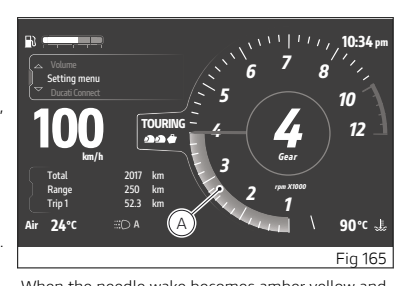 10:34 pm
Volume
Setting menu
Ducati Connect
100
km/h
TOURING
Total 2017 km
Range 250 km
Trip 1 52.3 km
Air 24°C
A
1
2
3
4
5
6
7
8
10
12
4
Gear
rpm X1000
A
90°C
Fig 165
When the needle wake becomes amber yellow and